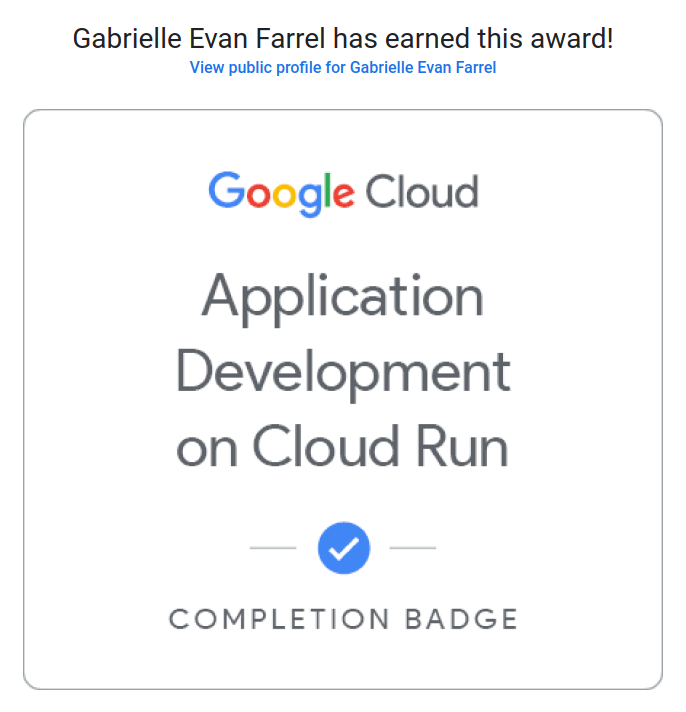 Gabrielle Evan Farrel has earned this award!
View public profile for Gabrielle Evan Farrel
Google Cloud
Application
Development
on Cloud Run
COMPLETION BADGE